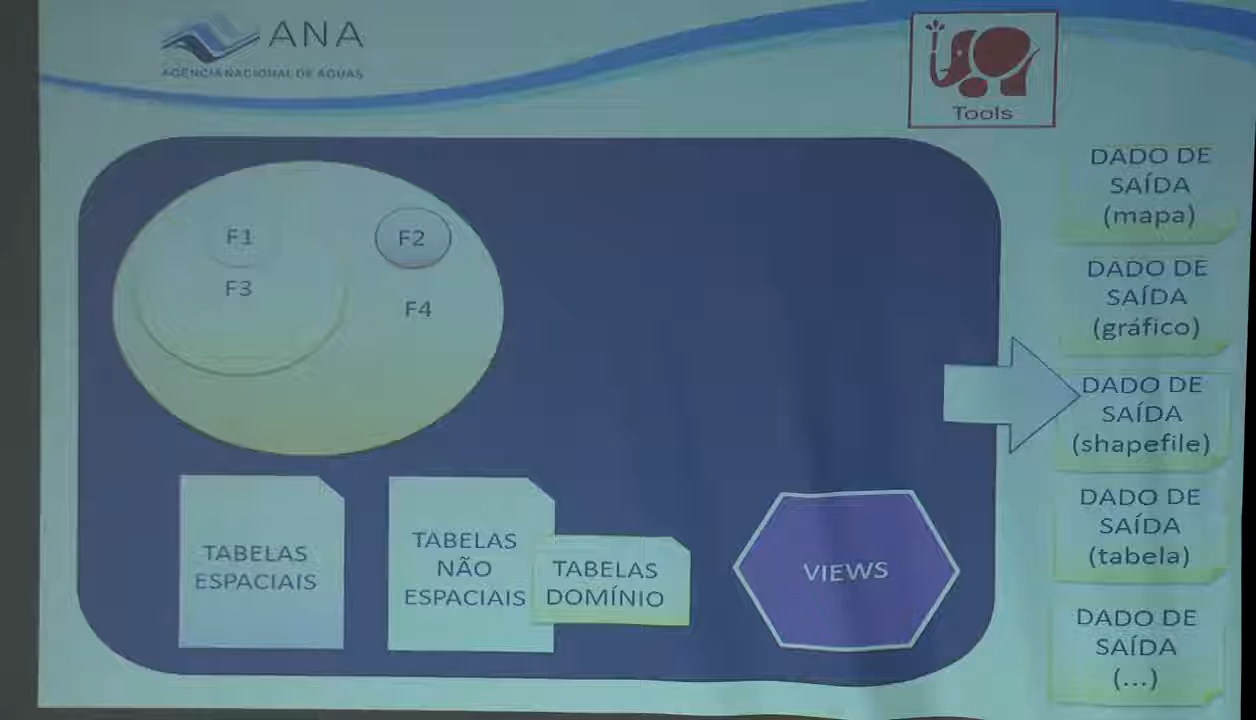 ANA
AGÊNCIA NACIONAL DE ÁGUAS
Tools
F1
F2
F3
F4
TABELAS
ESPACIAIS
TABELAS
NÃO
ESPACIAIS
TABELAS
DOMÍNIO
VIEWS
DADO DE
SAÍDA
(mapa)
DADO DE
SAÍDA
(gráfico)
DADO DE
SAÍDA
(shapefile)
DADO DE
SAÍDA
(tabela)
DADO DE
SAÍDA
(...)